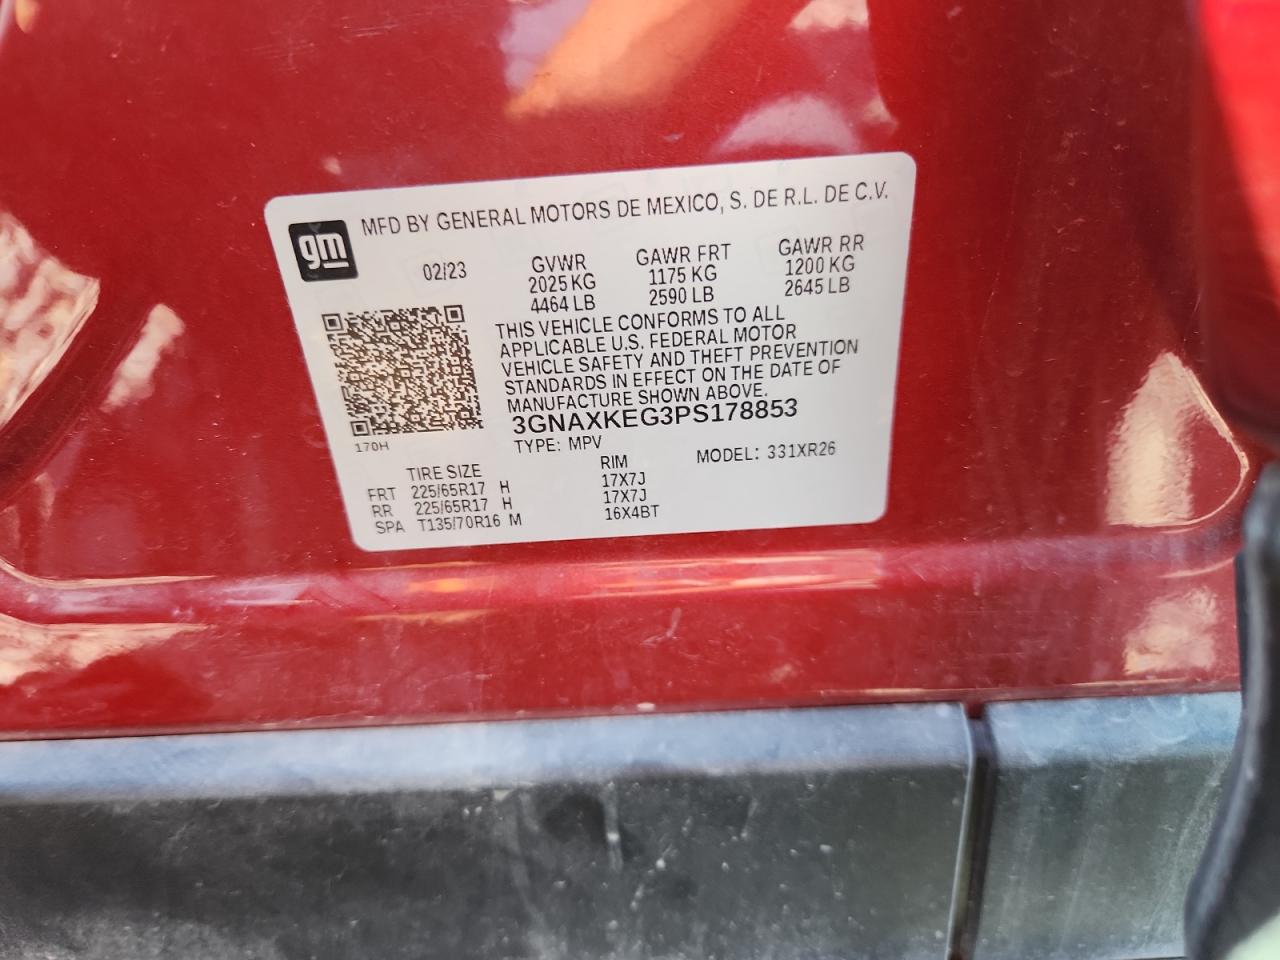 gm
MFD BY GENERAL MOTORS DE MEXICO, S. DE R.L. DE C.V.
02/23 GVWR GAWR FRT GAWR RR
2025 KG 1175 KG 1200 KG
4464 LB 2590 LB 2645 LB
THIS VEHICLE CONFORMS TO ALL
APPLICABLE U.S. FEDERAL MOTOR
VEHICLE SAFETY AND THEFT PREVENTION
STANDARDS IN EFFECT ON THE DATE OF
MANUFACTURE SHOWN ABOVE.
3GNAXKEG3PS178853
170H
TYPE: MPV MODEL: 331XR26
TIRE SIZE RIM
FRT 225/65R17 H 17X7J
RR 225/65R17 H 17X7J
SPA T135/70R16 M 16X4BT